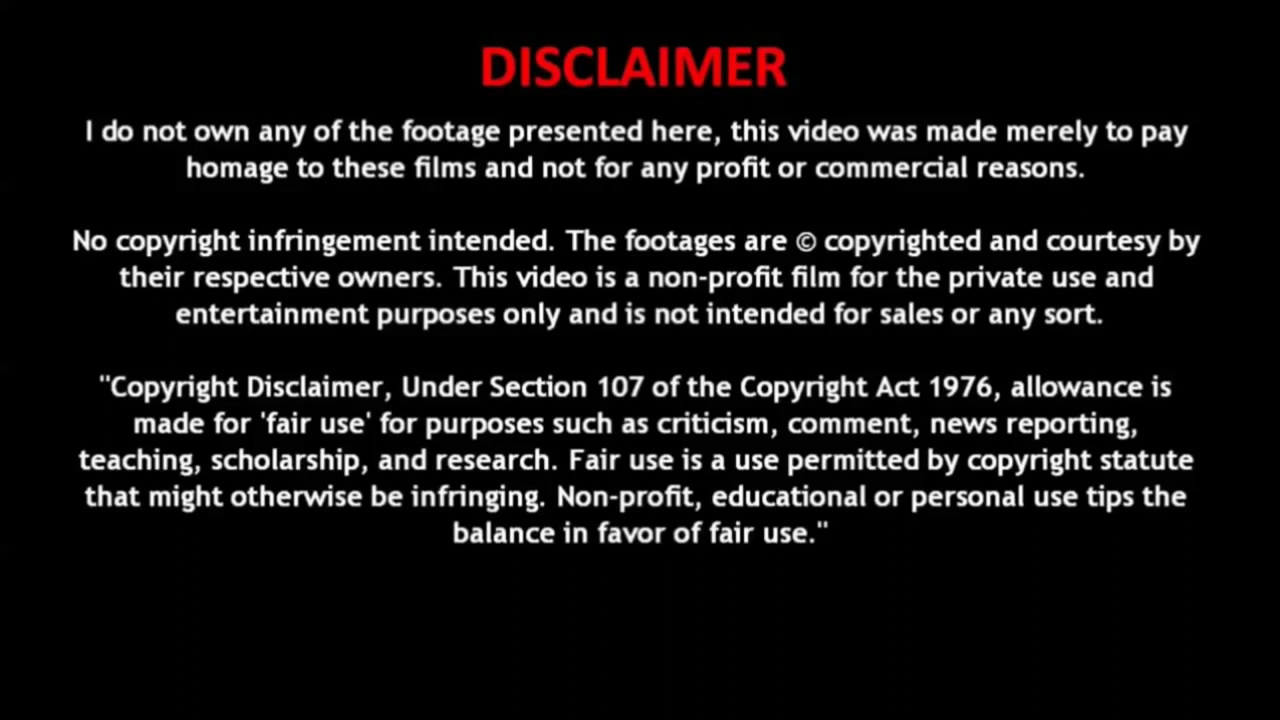 DISCLAIMER
I do not own any of the footage presented here, this video was made merely to pay
homage to these films and not for any profit or commercial reasons.
No copyright infringement intended. The footages are © copyrighted and courtesy by
their respective owners. This video is a non-profit film for the private use and
entertainment purposes only and is not intended for sales or any sort.
"Copyright Disclaimer, Under Section 107 of the Copyright Act 1976, allowance is
made for 'fair use' for purposes such as criticism, comment, news reporting,
teaching, scholarship, and research. Fair use is a use permitted by copyright statute
that might otherwise be infringing. Non-profit, educational or personal use tips the
balance in favor of fair use."